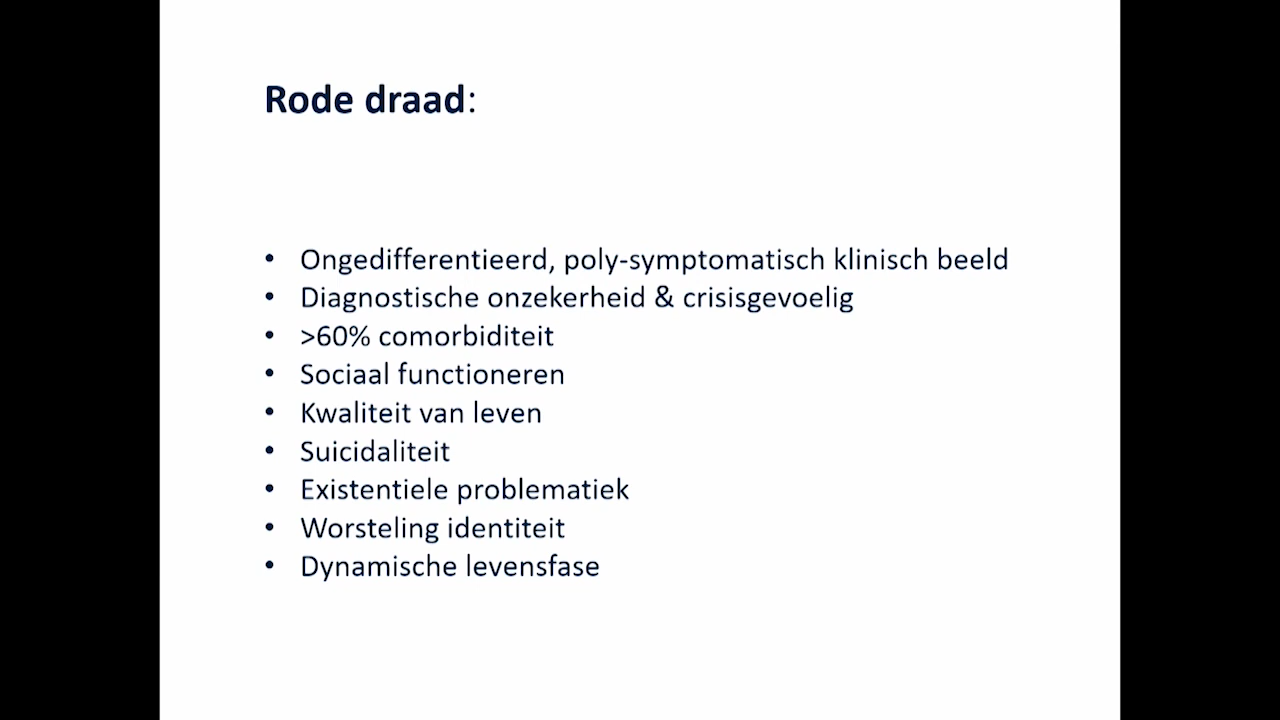 Rode draad:
• Ongedifferentieerd, poly-symptomatisch klinisch beeld
• Diagnostische onzekerheid & crisisgevoelig
• >60% comorbiditeit
• Sociaal functioneren
• Kwaliteit van leven
• Suicidaliteit
• Existentiele problematiek
• Worsteling identiteit
• Dynamische levensfase